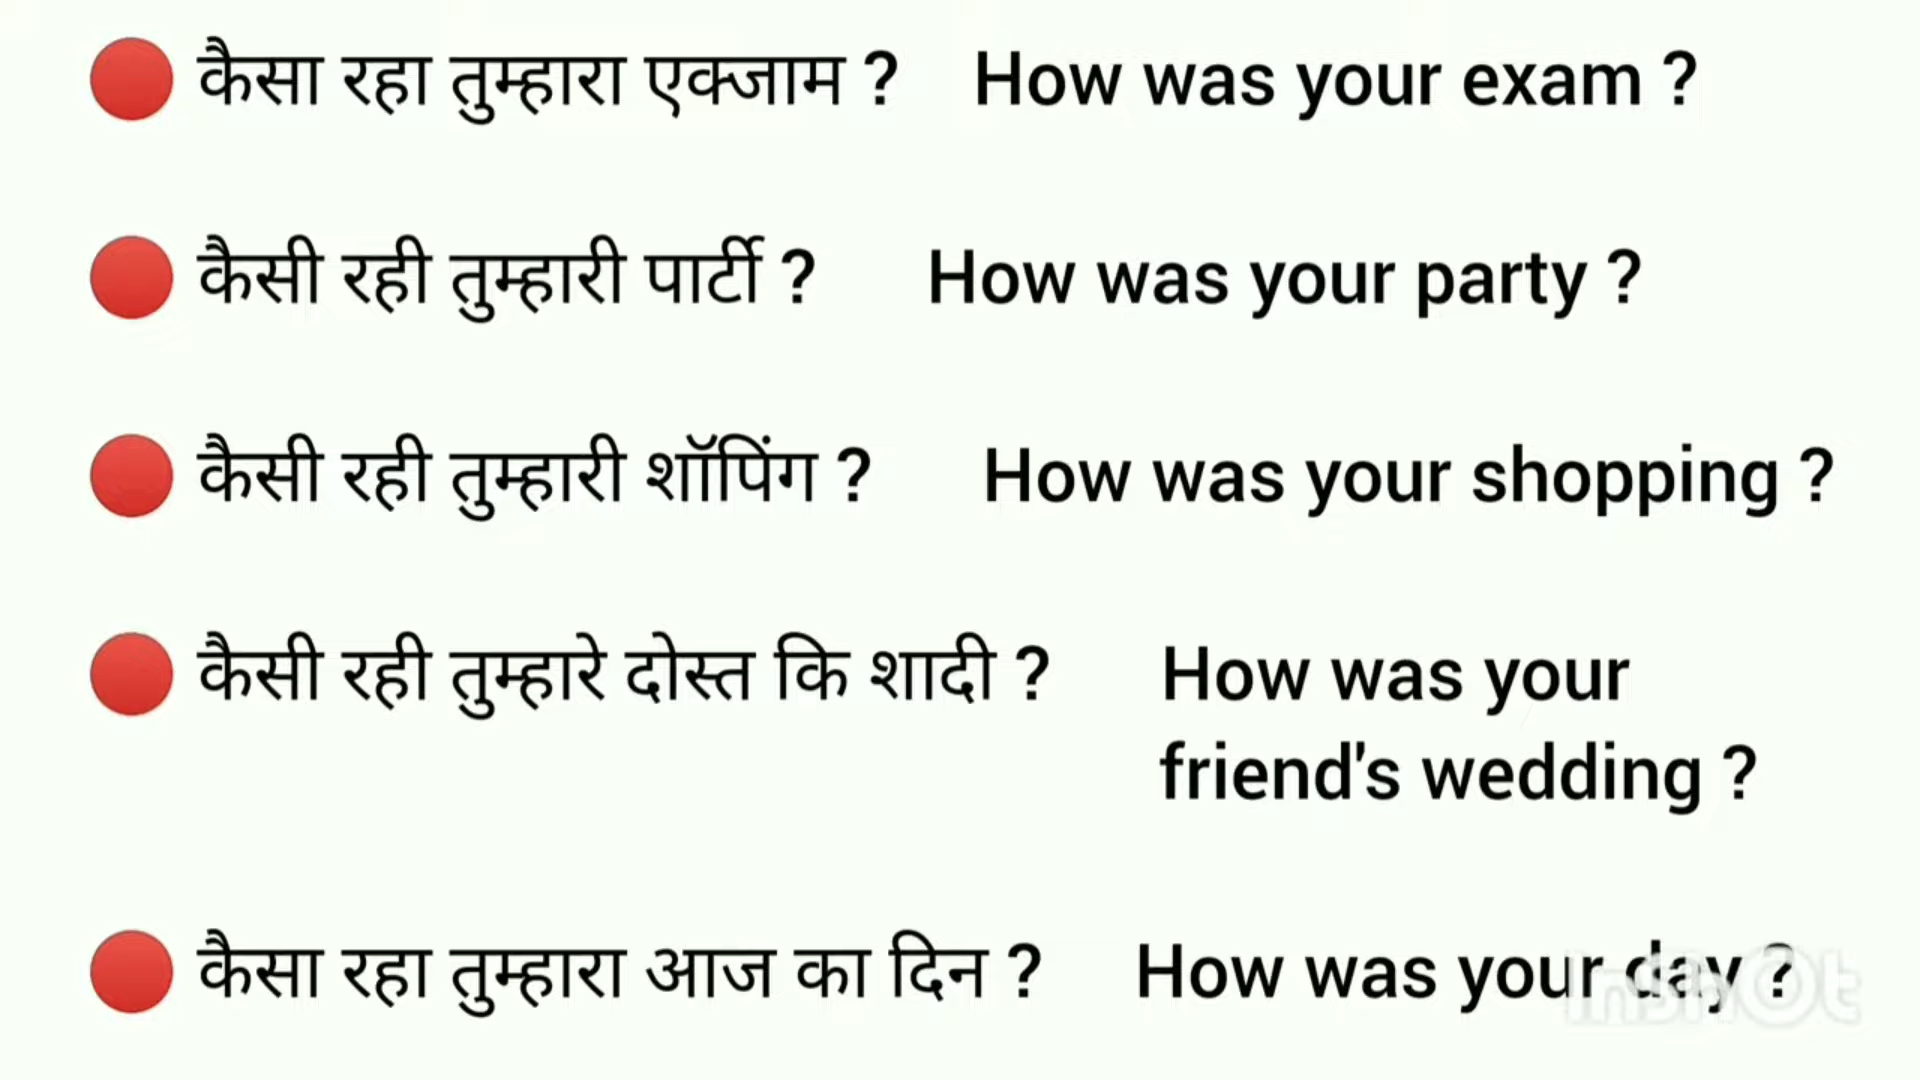 🔴 कैसा रहा तुम्हारा एक्जाम ? How was your exam ?
🔴 कैसी रही तुम्हारी पार्टी ? How was your party ?
🔴 कैसी रही तुम्हारी शॉपिंग ? How was your shopping ?
🔴 कैसी रही तुम्हारे दोस्त कि शादी ? How was your
friend's wedding ?
🔴 कैसा रहा तुम्हारा आज का दिन ? How was your day ?
InShOt